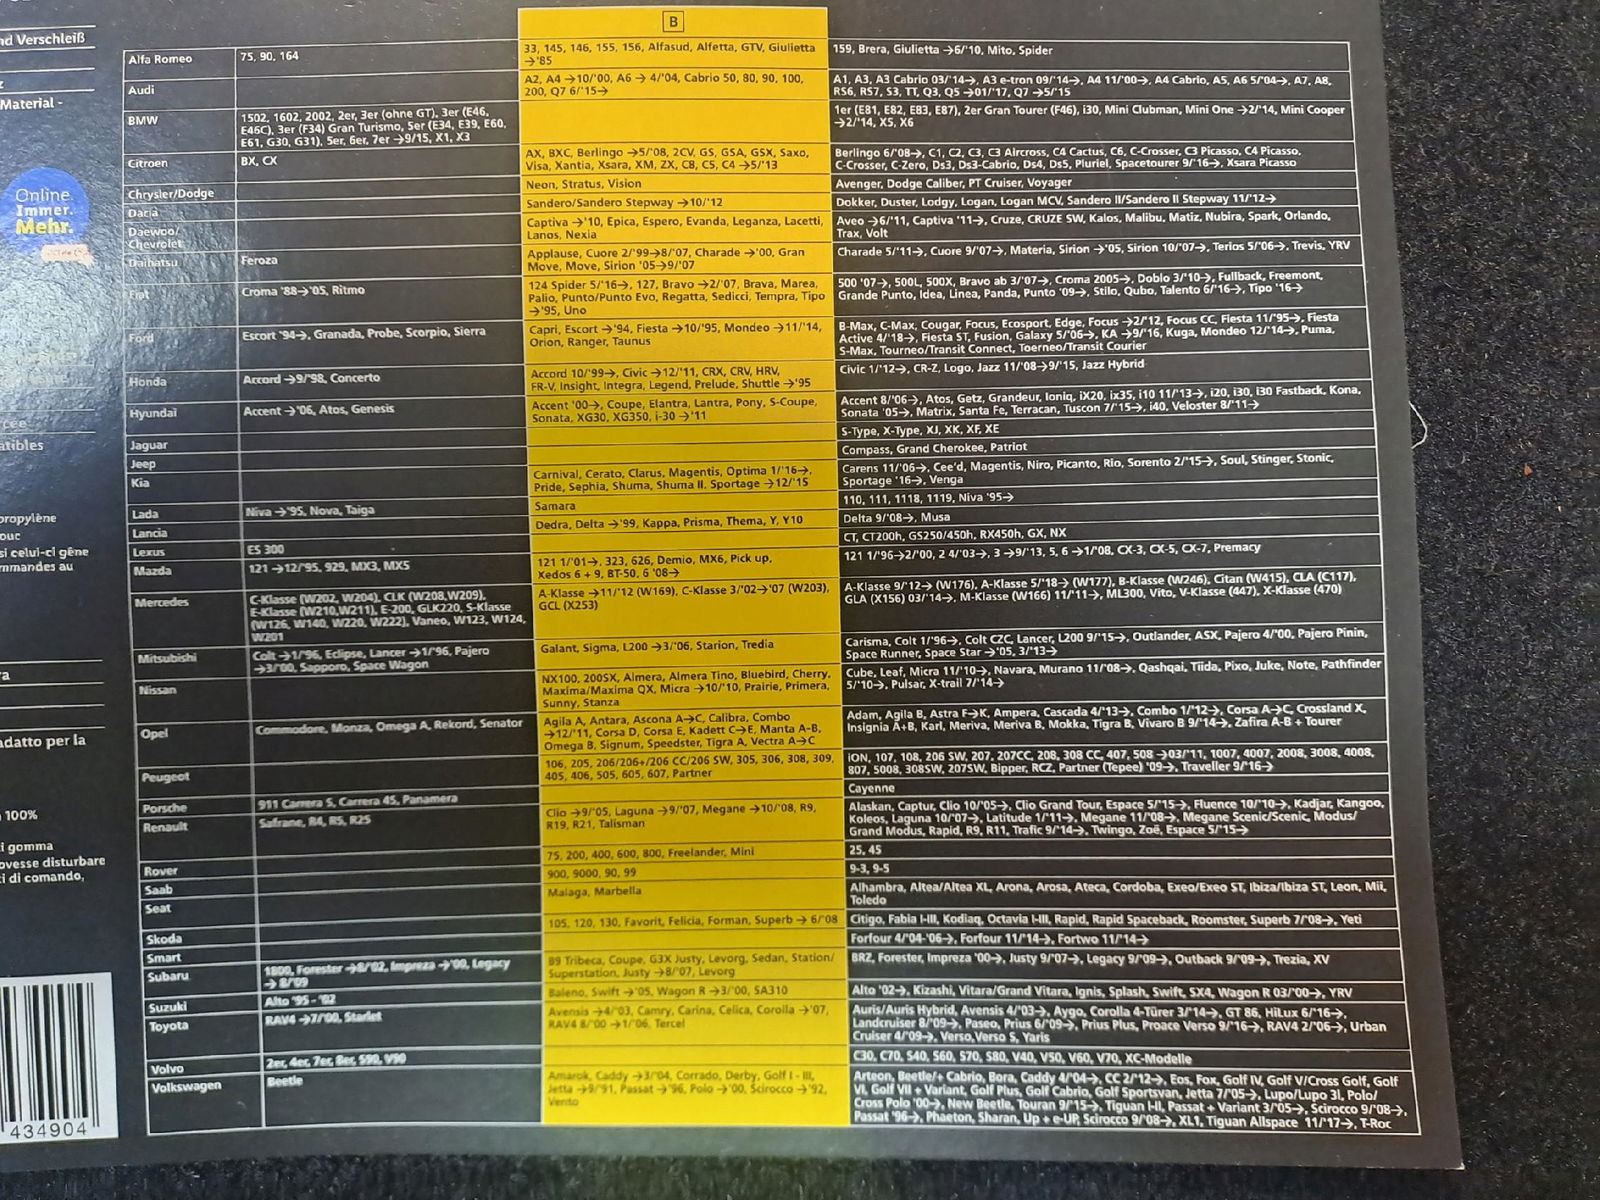 nd Verschleiß
z
Material -
Online.
Immer.
Mehr.
tibles
propylène
ouc
si celui-ci gêne
mmandes au
ra
adatto per la
100%
i gomma
ovesse disturbare
i di comando,
434904
B
Alfa Romeo 75, 90, 164 33, 145, 146, 155, 156, Alfasud, Alfetta, GTV, Giulietta 159, Brera, Giulietta →6/'10, Mito, Spider
→'85
Audi A2, A4 →10/'00, A6 → 4/'04, Cabrio 50, 80, 90, 100, A1, A3, A3 Cabrio 03/'14→, A3 e-tron 09/'14→, A4 11/'00→, A4 Cabrio, A5, A6 5/'04→, A7, A8,
200, Q7 6/'15→ RS6, RS7, S3, TT, Q3, Q5 →01/'17, Q7 →5/'15
BMW 1502, 1602, 2002, 2er, 3er (ohne GT), 3er (E46, 1er (E81, E82, E83, E87), 2er Gran Tourer (F46), i30, Mini Clubman, Mini One →2/'14, Mini Cooper
E46C), 3er (F34) Gran Turismo, 5er (E34, E39, E60, →2/'14, X5, X6
E61, G30, G31), 5er, 6er, 7er →9/15, X1, X3
Citroen BX, CX AX, BXC, Berlingo →5/'08, 2CV, GS, GSA, GSX, Saxo, Berlingo 6/'08→, C1, C2, C3, C3 Aircross, C4 Cactus, C6, C-Crosser, C3 Picasso, C4 Picasso,
Visa, Xantia, Xsara, XM, ZX, C8, C5, C4 →5/'13 C-Crosser, C-Zero, Ds3, Ds3-Cabrio, Ds4, Ds5, Pluriel, Spacetourer 9/'16→, Xsara Picasso
Chrysler/Dodge Neon, Stratus, Vision Avenger, Dodge Caliber, PT Cruiser, Voyager
Dacia Sandero/Sandero Stepway →10/'12 Dokker, Duster, Lodgy, Logan, Logan MCV, Sandero II/Sandero II Stepway 11/'12→
Daewoo/ Captiva →'10, Epica, Espero, Evanda, Leganza, Lacetti, Aveo →6/'11, Captiva '11→, Cruze, CRUZE SW, Kalos, Malibu, Matiz, Nubira, Spark, Orlando,
Chevrolet Lanos, Nexia Trax, Volt
Daihatsu Feroza Applause, Cuore 2/'99→8/'07, Charade →'00, Gran Charade 5/'11→, Cuore 9/'07→, Materia, Sirion →'05, Sirion 10/'07→, Terios 5/'06→, Trevis, YRV
Move, Move, Sirion '05→9/'07
Fiat Croma '88→'05, Ritmo 124 Spider 5/'16→, 127, Bravo →2/'07, Brava, Marea, 500 '07→, 500L, 500X, Bravo ab 3/'07→, Croma 2005→, Doblo 3/'10→, Fullback, Freemont,
Palio, Punto/Punto Evo, Regatta, Sedicci, Tempra, Tipo Grande Punto, Idea, Linea, Panda, Punto '09→, Stilo, Qubo, Talento 6/'16→, Tipo '16→
→'95, Uno
Ford Escort '94→, Granada, Probe, Scorpio, Sierra Capri, Escort →'94, Fiesta →10/'95, Mondeo →11/'14, B-Max, C-Max, Cougar, Focus, Ecosport, Edge, Focus →2/'12, Focus CC, Fiesta 11/'95→, Fiesta
Orion, Ranger, Taunus Active 4/'18→, Fiesta ST, Fusion, Galaxy 5/'06→, KA →9/'16, Kuga, Mondeo 12/'14→, Puma,
S-Max, Tourneo/Transit Connect, Toerneo/Transit Courier
Honda Accord →9/'98, Concerto Accord 10/'99→, Civic →12/'11, CRX, CRV, HRV, Civic 1/'12→, CR-Z, Logo, Jazz 11/'08→9/'15, Jazz Hybrid
FR-V, Insight, Integra, Legend, Prelude, Shuttle →'95
Hyundai Accent →'06, Atos, Genesis Accent '00→, Coupe, Elantra, Lantra, Pony, S-Coupe, Accent 8/'06→, Atos, Getz, Grandeur, Ioniq, iX20, ix35, i10 11/'13→, i20, i30, i30 Fastback, Kona,
Sonata, XG30, XG350, i-30 →'11 Sonata '05→, Matrix, Santa Fe, Terracan, Tuscon 7/'15→, i40, Veloster 8/'11→
Jaguar S-Type, X-Type, XJ, XK, XF, XE
Jeep Compass, Grand Cherokee, Patriot
Kia Carnival, Cerato, Clarus, Magentis, Optima 1/'16→, Carens 11/'06→, Cee'd, Magentis, Niro, Picanto, Rio, Sorento 2/'15→, Soul, Stinger, Stonic,
Pride, Sephia, Shuma, Shuma II, Sportage →12/'15 Sportage '16→, Venga
Lada Niva →'95, Nova, Taiga Samara 110, 111, 1118, 1119, Niva '95→
Lancia Dedra, Delta →'99, Kappa, Prisma, Thema, Y, Y10 Delta 9/'08→, Musa
Lexus ES 300 CT, CT200h, GS250/450h, RX450h, GX, NX
Mazda 121 →12/'95, 929, MX3, MX5 121 1/'01→, 323, 626, Demio, MX6, Pick up, 121 1/'96→2/'00, 2 4/'03→, 3 →9/'13, 5, 6 →1/'08, CX-3, CX-5, CX-7, Premacy
Xedos 6 + 9, BT-50, 6 '08→
Mercedes C-Klasse (W202, W204), CLK (W208,W209), A-Klasse →11/'12 (W169), C-Klasse 3/'02→'07 (W203), A-Klasse 9/'12→ (W176), A-Klasse 5/'18→ (W177), B-Klasse (W246), Citan (W415), CLA (C117),
E-Klasse (W210,W211), E-200, GLK220, S-Klasse GCL (X253) GLA (X156) 03/'14→, M-Klasse (W166) 11/'11→, ML300, Vito, V-Klasse (447), X-Klasse (470)
(W126, W140, W220, W222), Vaneo, W123, W124,
W201
Mitsubishi Colt →1/'96, Eclipse, Lancer →1/'96, Pajero Galant, Sigma, L200 →3/'06, Starion, Tredia Carisma, Colt 1/'96→, Colt CZC, Lancer, L200 9/'15→, Outlander, ASX, Pajero 4/'00, Pajero Pinin,
→3/'00, Sapporo, Space Wagon Space Runner, Space Star →'05, 3/'13→
Nissan NX100, 200SX, Almera, Almera Tino, Bluebird, Cherry, Cube, Leaf, Micra 11/'10→, Navara, Murano 11/'08→, Qashqai, Tiida, Pixo, Juke, Note, Pathfinder
Maxima/Maxima QX, Micra →10/'10, Prairie, Primera, 5/'10→, Pulsar, X-trail 7/'14→
Sunny, Stanza
Opel Commodore, Monza, Omega A, Rekord, Senator Agila A, Antara, Ascona A→C, Calibra, Combo Adam, Agila B, Astra F→K, Ampera, Cascada 4/'13→, Combo 1/'12→, Corsa A→C, Crossland X,
→12/'11, Corsa D, Corsa E, Kadett C→E, Manta A-B, Insignia A+B, Karl, Meriva, Meriva B, Mokka, Tigra B, Vivaro B 9/'14→, Zafira A-B + Tourer
Omega B, Signum, Speedster, Tigra A, Vectra A→C
Peugeot 106, 205, 206/206+/206 CC/206 SW, 305, 306, 308, 309, iON, 107, 108, 206 SW, 207, 207CC, 208, 308 CC, 407, 508 →03/'11, 1007, 4007, 2008, 3008, 4008,
405, 406, 505, 605, 607, Partner 807, 5008, 308SW, 207SW, Bipper, RCZ, Partner (Tepee) '09→, Traveller 9/'16→
Porsche 911 Carrera S, Carrera 4S, Panamera Cayenne
Renault Safrane, R4, R5, R25 Clio →9/'05, Laguna →9/'07, Megane →10/'08, R9, Alaskan, Captur, Clio 10/'05→, Clio Grand Tour, Espace 5/'15→, Fluence 10/'10→, Kadjar, Kangoo,
R19, R21, Talisman Koleos, Laguna 10/'07→, Latitude 1/'11→, Megane 11/'08→, Megane Scenic/Scenic, Modus/
Grand Modus, Rapid, R9, R11, Trafic 9/'14→, Twingo, Zoë, Espace 5/'15→
Rover 75, 200, 400, 600, 800, Freelander, Mini 25, 45
Saab 900, 9000, 90, 99 9-3, 9-5
Seat Malaga, Marbella Alhambra, Altea/Altea XL, Arona, Arosa, Ateca, Cordoba, Exeo/Exeo ST, Ibiza/Ibiza ST, Leon, Mii,
Toledo
Skoda 105, 120, 130, Favorit, Felicia, Forman, Superb → 6/'08 Citigo, Fabia I-III, Kodiaq, Octavia I-III, Rapid, Rapid Spaceback, Roomster, Superb 7/'08→, Yeti
Smart Forfour 4/'04-'06→, Forfour 11/'14→, Fortwo 11/'14→
Subaru 1800, Forester →8/'02, Impreza →'00, Legacy B9 Tribeca, Coupe, G3X Justy, Levorg, Sedan, Station/ BRZ, Forester, Impreza '00→, Justy 9/'07→, Legacy 9/'09→, Outback 9/'09→, Trezia, XV
→ 8/'09 Superstation, Justy →8/'07, Levorg
Suzuki Alto '95 - '02 Baleno, Swift →'05, Wagon R →3/'00, SA310 Alto '02→, Kizashi, Vitara/Grand Vitara, Ignis, Splash, Swift, SX4, Wagon R 03/'00→, YRV
Toyota RAV4 →7/'00, Starlet Avensis →4/'03, Camry, Carina, Celica, Corolla →'07, Auris/Auris Hybrid, Avensis 4/'03→, Aygo, Corolla 4-Türer 3/'14→, GT 86, HiLux 6/'16→,
RAV4 8/'00 →1/'06, Tercel Landcruiser 8/'09→, Paseo, Prius 6/'09→, Prius Plus, Proace Verso 9/'16→, RAV4 2/'06→, Urban
Cruiser 4/'09→, Verso,Verso S, Yaris
Volvo 2er, 4er, 7er, 8er, S90, V90 C30, C70, S40, S60, S70, S80, V40, V50, V60, V70, XC-Modelle
Volkswagen Beetle Amarok, Caddy →3/'04, Corrado, Derby, Golf I - III, Arteon, Beetle/+ Cabrio, Bora, Caddy 4/'04→, CC 2/'12→, Eos, Fox, Golf IV, Golf V/Cross Golf, Golf
Jetta →9/'91, Passat →'96, Polo →'00, Scirocco →'92, VI, Golf VII + Variant, Golf Plus, Golf Cabrio, Golf Sportsvan, Jetta 7/'05→, Lupo/Lupo 3l, Polo/
Vento Cross Polo '00→, New Beetle, Touran 9/'15→, Tiguan I-II, Passat + Variant 3/'05→, Scirocco 9/'08→,
Passat '96→, Phaeton, Sharan, Up + e-UP, Scirocco 9/'08→, XL1, Tiguan Allspace 11/'17→, T-Roc